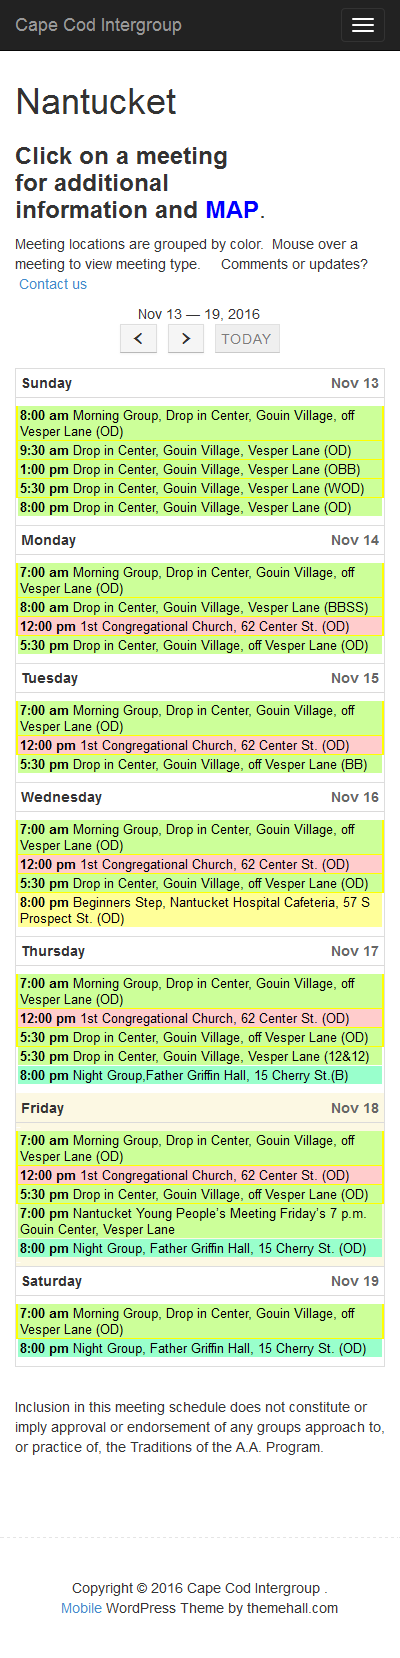 Cape Cod Intergroup
Nantucket
Click on a meeting
for additional
information and MAP.
Meeting locations are grouped by color.  Mouse over a
meeting to view meeting type.     Comments or updates?
Contact us
Nov 13 — 19, 2016
TODAY
Sunday Nov 13
8:00 am Morning Group, Drop in Center, Gouin Village, off
Vesper Lane (OD)
9:30 am Drop in Center, Gouin Village, Vesper Lane (OD)
1:00 pm Drop in Center, Gouin Village, Vesper Lane (OBB)
5:30 pm Drop in Center, Gouin Village, Vesper Lane (WOD)
8:00 pm Drop in Center, Gouin Village, Vesper Lane (OD)
Monday Nov 14
7:00 am Morning Group, Drop in Center, Gouin Village, off
Vesper Lane (OD)
8:00 am Drop in Center, Gouin Village, Vesper Lane (BBSS)
12:00 pm 1st Congregational Church, 62 Center St. (OD)
5:30 pm Drop in Center, Gouin Village, off Vesper Lane (OD)
Tuesday Nov 15
7:00 am Morning Group, Drop in Center, Gouin Village, off
Vesper Lane (OD)
12:00 pm 1st Congregational Church, 62 Center St. (OD)
5:30 pm Drop in Center, Gouin Village, off Vesper Lane (BB)
Wednesday Nov 16
7:00 am Morning Group, Drop in Center, Gouin Village, off
Vesper Lane (OD)
12:00 pm 1st Congregational Church, 62 Center St. (OD)
5:30 pm Drop in Center, Gouin Village, off Vesper Lane (OD)
8:00 pm Beginners Step, Nantucket Hospital Cafeteria, 57 S
Prospect St. (OD)
Thursday Nov 17
7:00 am Morning Group, Drop in Center, Gouin Village, off
Vesper Lane (OD)
12:00 pm 1st Congregational Church, 62 Center St. (OD)
5:30 pm Drop in Center, Gouin Village, off Vesper Lane (OD)
5:30 pm Drop in Center, Gouin Village, Vesper Lane (12&12)
8:00 pm Night Group,Father Griffin Hall, 15 Cherry St.(B)
Friday Nov 18
7:00 am Morning Group, Drop in Center, Gouin Village, off
Vesper Lane (OD)
12:00 pm 1st Congregational Church, 62 Center St. (OD)
5:30 pm Drop in Center, Gouin Village, off Vesper Lane (OD)
7:00 pm Nantucket Young People’s Meeting Friday’s 7 p.m.
Gouin Center, Vesper Lane
8:00 pm Night Group, Father Griffin Hall, 15 Cherry St. (OD)
Saturday Nov 19
7:00 am Morning Group, Drop in Center, Gouin Village, off
Vesper Lane (OD)
8:00 pm Night Group, Father Griffin Hall, 15 Cherry St. (OD)
Inclusion in this meeting schedule does not constitute or
imply approval or endorsement of any groups approach to,
or practice of, the Traditions of the A.A. Program.
Copyright © 2016 Cape Cod Intergroup .
Mobile WordPress Theme by themehall.com